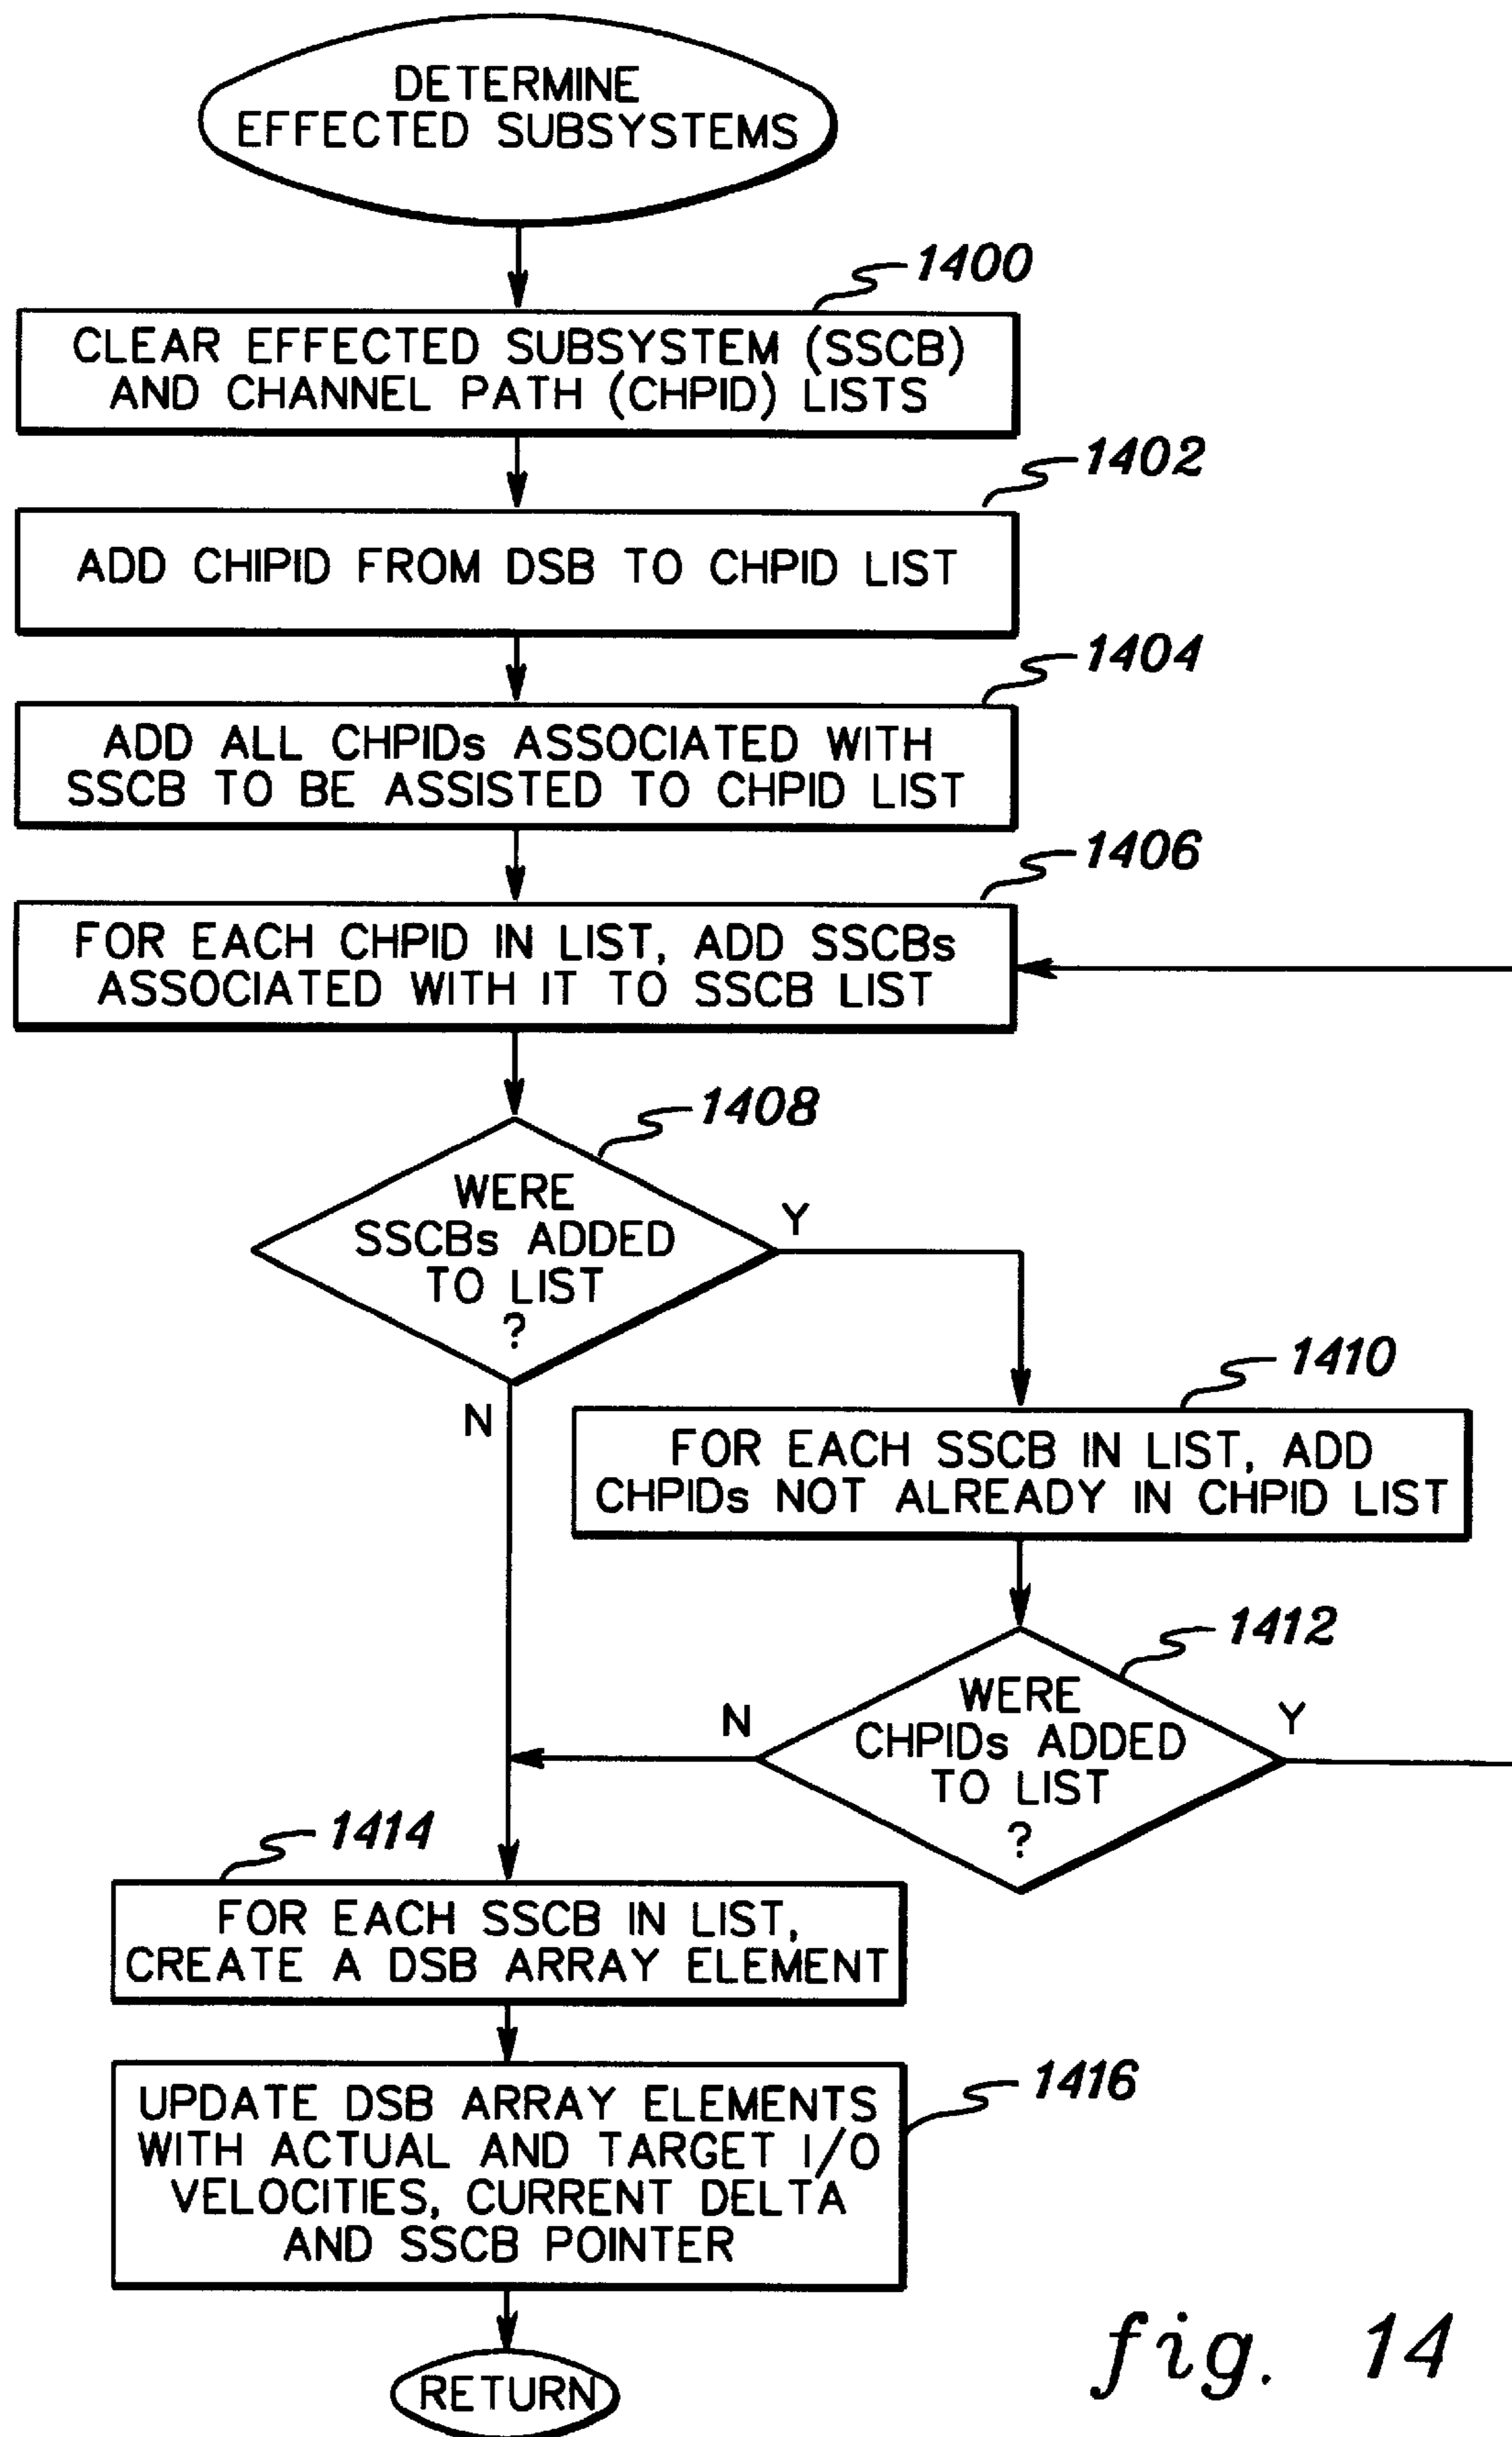 DETERMINE
EFFECTED SUBSYSTEMS
1400
CLEAR EFFECTED SUBSYSTEM (SSCB)
AND CHANNEL PATH (CHPID) LISTS
1402
ADD CHIPID FROM DSB TO CHPID LIST
1404
ADD ALL CHPIDs ASSOCIATED WITH
SSCB TO BE ASSISTED TO CHPID LIST
1406
FOR EACH CHPID IN LIST, ADD SSCBs
ASSOCIATED WITH IT TO SSCB LIST
1408
WERE
SSCBs ADDED
TO LIST
?
Y
N
1410
FOR EACH SSCB IN LIST, ADD
CHPIDs NOT ALREADY IN CHPID LIST
1412
WERE
CHPIDs ADDED
TO LIST
?
N
Y
1414
FOR EACH SSCB IN LIST,
CREATE A DSB ARRAY ELEMENT
1416
UPDATE DSB ARRAY ELEMENTS
WITH ACTUAL AND TARGET I/O
VELOCITIES, CURRENT DELTA
AND SSCB POINTER
RETURN
fig. 14